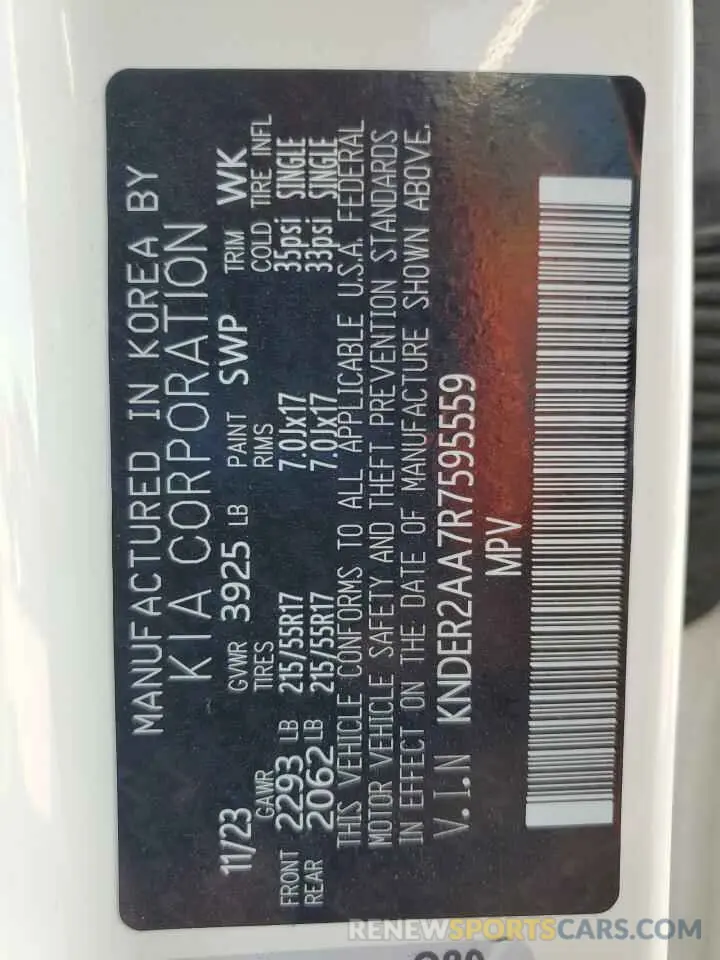 MANUFACTURED IN KOREA BY
KIA CORPORATION
11/23 GVWR 3925 LB PAINT SWP TRIM WK
GAWR TIRES RIMS COLD TIRE INFL
FRONT 2293 LB 215/55R17 7.0Jx17 35psi SINGLE
REAR 2062 LB 215/55R17 7.0Jx17 33psi SINGLE
THIS VEHICLE CONFORMS TO ALL APPLICABLE U.S.A. FEDERAL
MOTOR VEHICLE SAFETY AND THEFT PREVENTION STANDARDS
IN EFFECT ON THE DATE OF MANUFACTURE SHOWN ABOVE.
V.I.N KNDER2AA7R7595559
MPV
RENEWSPORTSCARS.COM